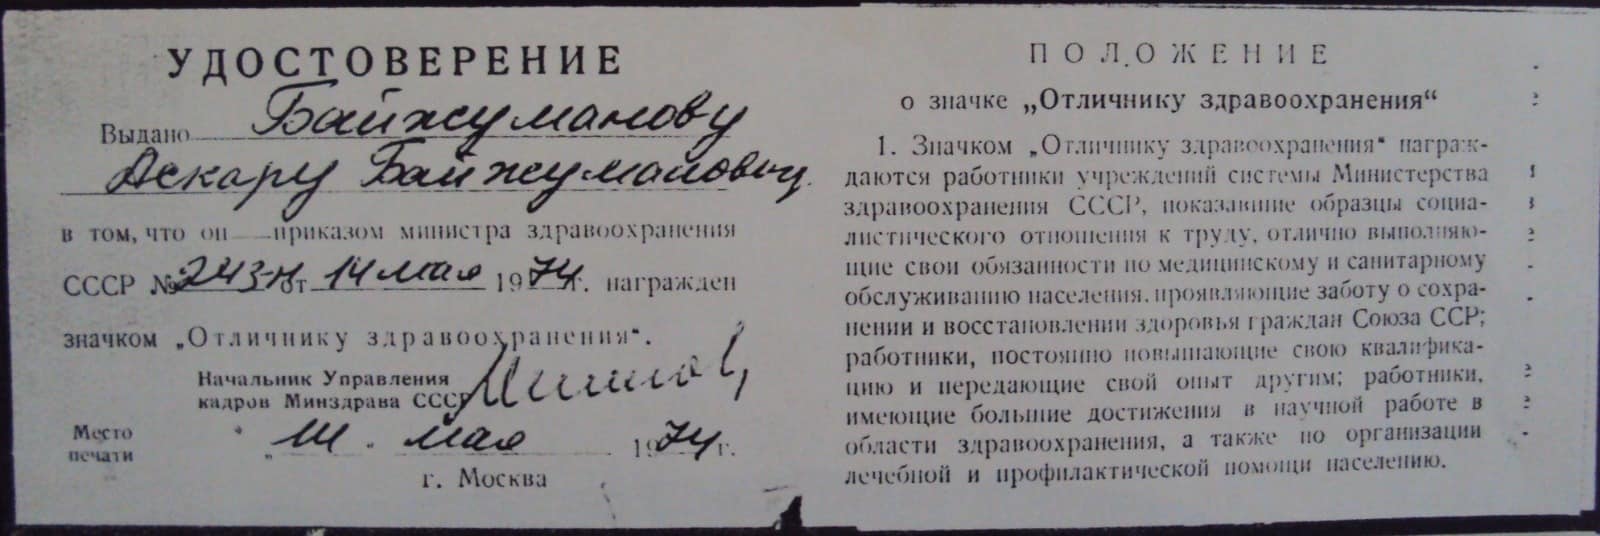 УДОСТОВЕРЕНИЕ
Выдано Байжуманову
Аскару Байжумановичу
в том, что он приказом министра здравоохранения
СССР № 243-н от 14 мая 1974 г. награжден
значком „Отличнику здравоохранения“.
Начальник Управления
кадров Минздрава СССР
Место
печати
мая 1974 г.
г. Москва
ПОЛОЖЕНИЕ
о значке „Отличнику здравоохранения“
1. Значком „Отличнику здравоохранения“ награж-
даются работники учреждений системы Министерства
здравоохранения СССР, показавшие образцы социа-
листического отношения к труду, отлично выполняю-
щие свои обязанности по медицинскому и санитарному
обслуживанию населения, проявляющие заботу о сохра-
нении и восстановлении здоровья граждан Союза ССР;
работники, постоянно повышающие свою квалифика-
цию и передающие свой опыт другим; работники,
имеющие большие достижения в научной работе в
области здравоохранения, а также по организации
лечебной и профилактической помощи населению.